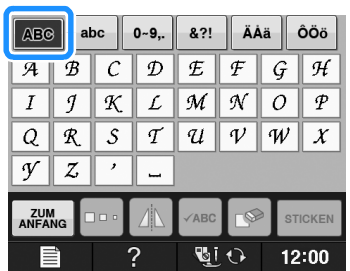 ABC abc 0~9,. &?! ÄÅä ÔÖö
A B C D E F G H
I J K L M N O P
Q R S T U V W X
Y Z ' ␣
ZUM ANFANG ✓ABC STICKEN
? 12:00